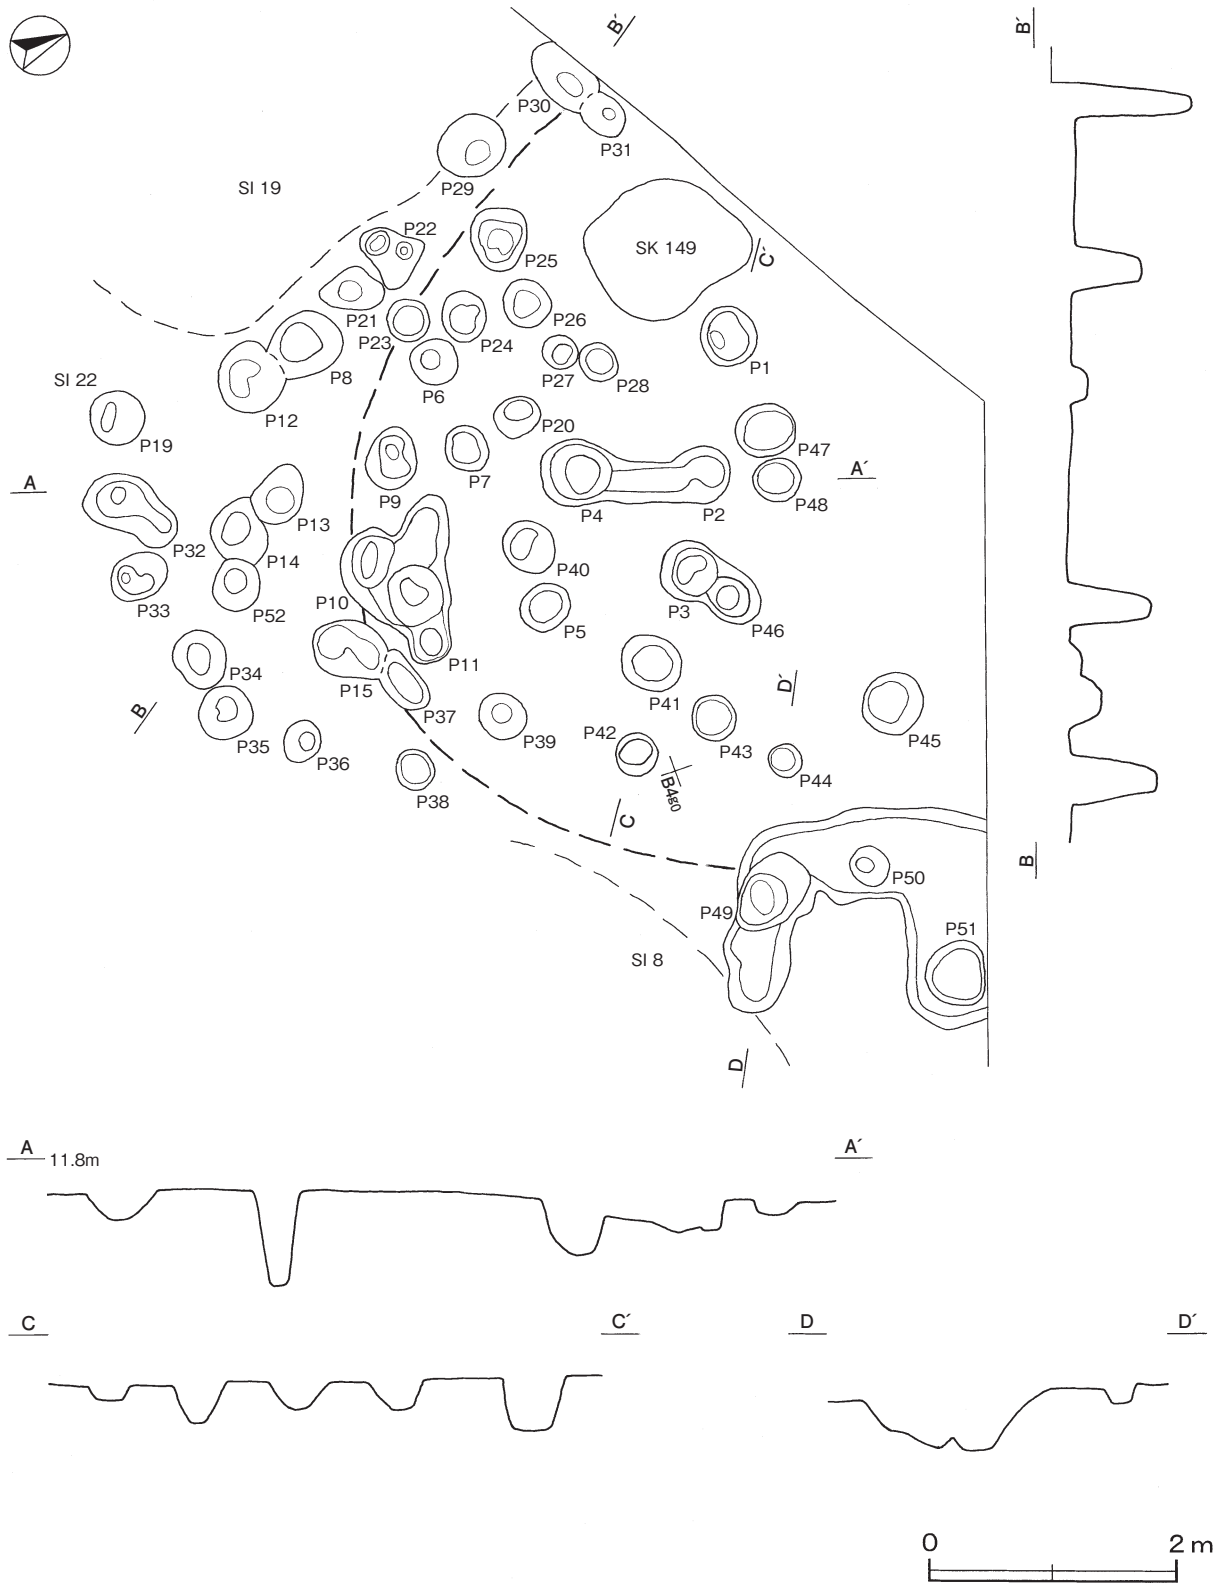 B′
B′
P30
P31
P29
SI 19
P22
P25
SK 149
C′
P21
P26
P23
P24
P1
P27
P28
P8
P6
SI 22
P12
P20
P19
P47
P7
A
P9
A′
P48
P4
P2
P13
P32
P14
P40
P33
P10
P3
P46
P52
P5
P11
P34
P15
D′
P41
B
P37
P35
P39
P42
P43
P45
P36
P44
P38
B4g0
C
B
P50
P49
P51
SI 8
D
A
11.8m
A′
C
C′
D
D′
0
2 m